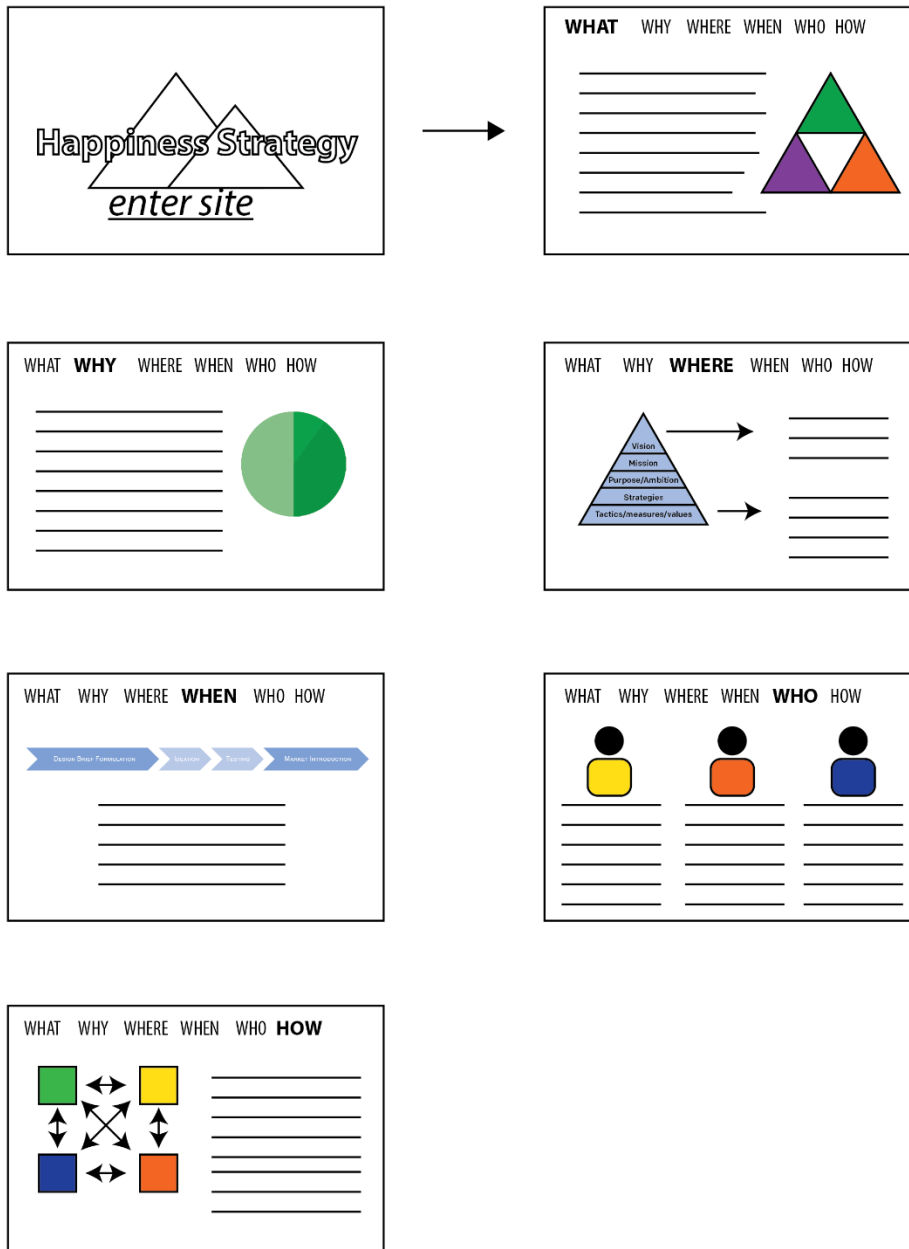 Happiness Strategy
enter site
WHAT WHY WHERE WHEN WHO HOW
WHAT WHY WHERE WHEN WHO HOW
WHAT WHY WHERE WHEN WHO HOW
Vision
Mission
Purpose/Ambition
Strategies
Tactics/measures/values
WHAT WHY WHERE WHEN WHO HOW
Design Brief Formulation Ideation Testing Market Introduction
WHAT WHY WHERE WHEN WHO HOW
WHAT WHY WHERE WHEN WHO HOW